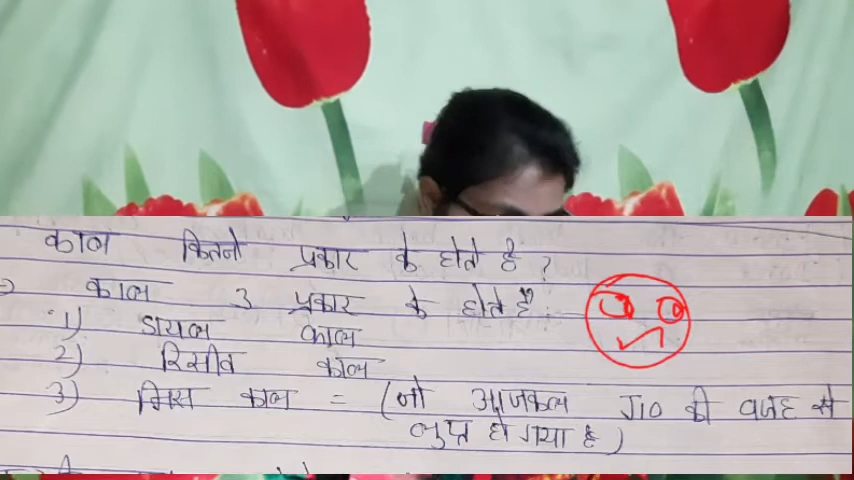 काल कितने प्रकार के होते है ?
काल 3 प्रकार के होते है :
1) डायल काल
2) रिसीव काल
3) मिस काल = (जो आजकल JIO की वजह से
लुप्त हो गया है)